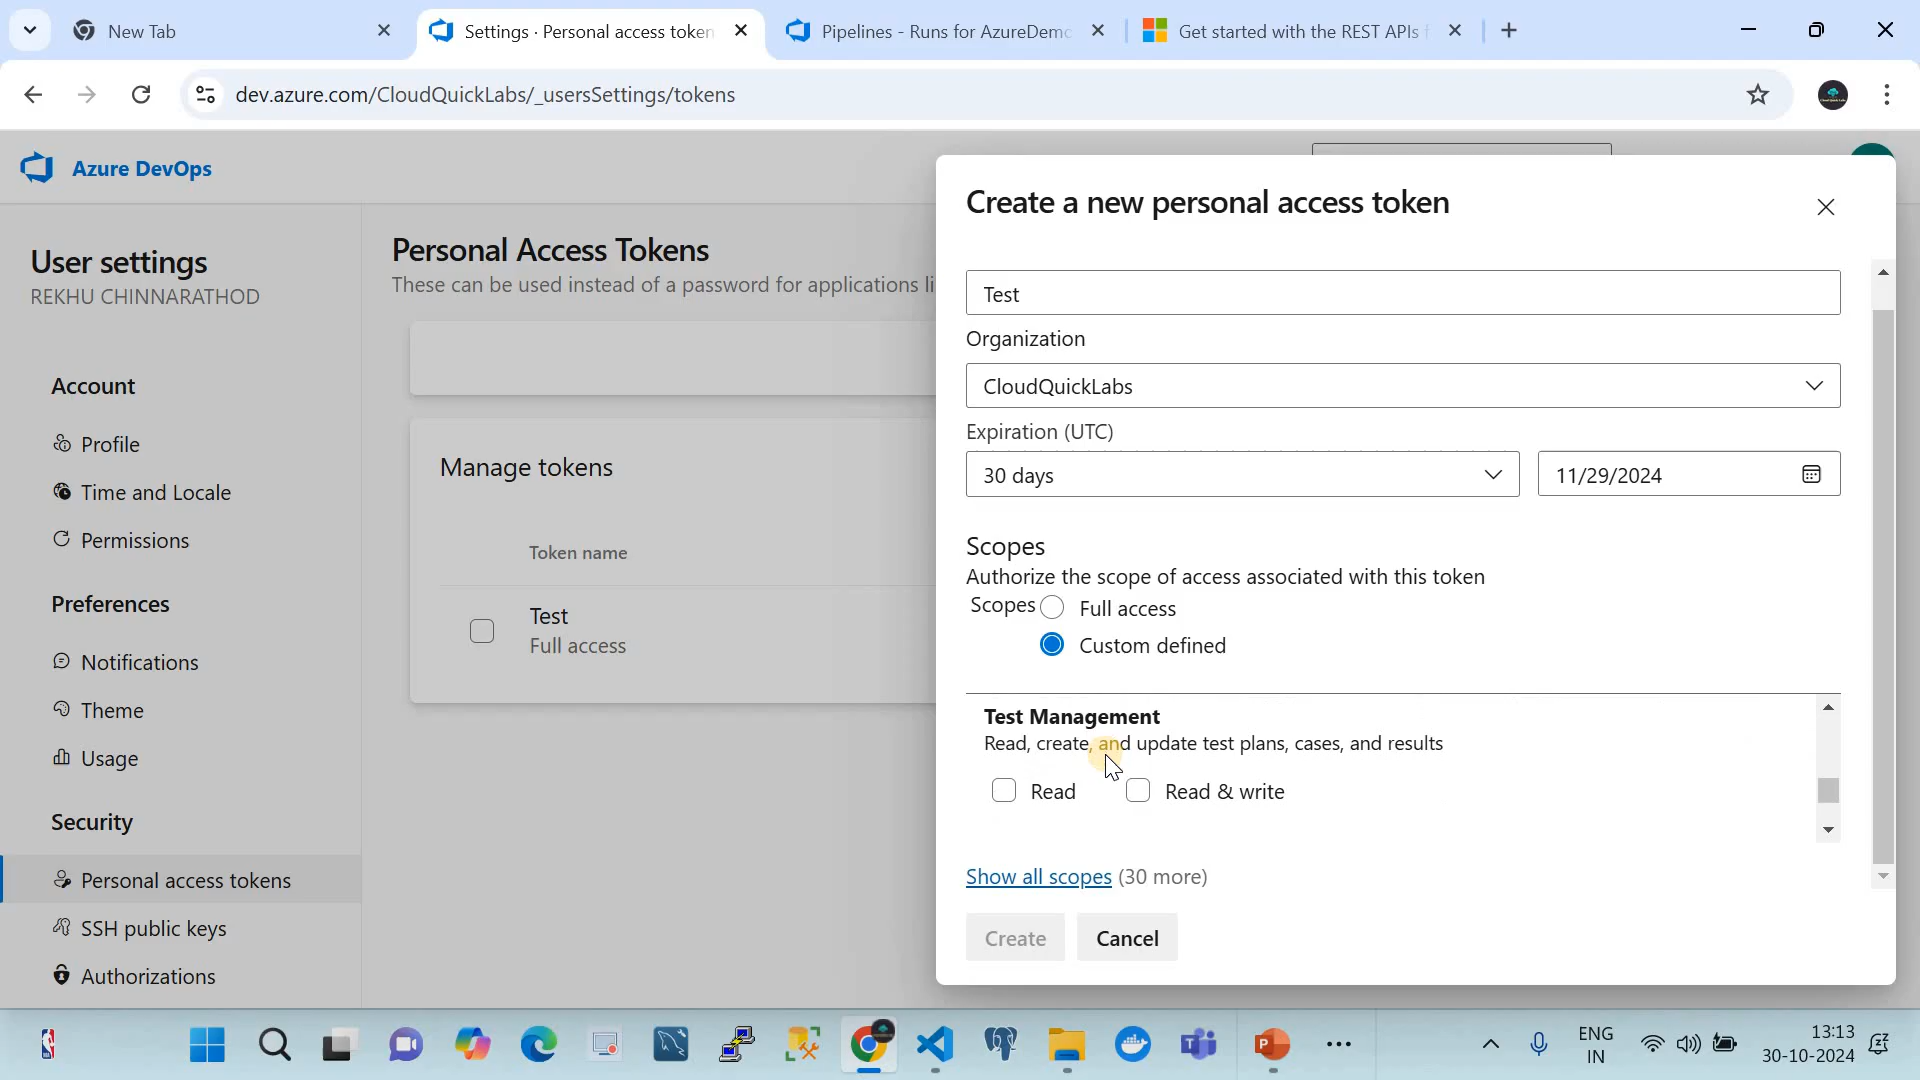 New Tab
Settings · Personal access token
Pipelines - Runs for AzureDemo
Get started with the REST APIs f
dev.azure.com/CloudQuickLabs/_usersSettings/tokens
Azure DevOps
User settings
REKHU CHINNARATHOD
Account
Profile
Time and Locale
Permissions
Preferences
Notifications
Theme
Usage
Security
Personal access tokens
SSH public keys
Authorizations
Personal Access Tokens
These can be used instead of a password for applications li
Manage tokens
Token name
Test
Full access
Create a new personal access token
Test
Organization
CloudQuickLabs
Expiration (UTC)
30 days
11/29/2024
Scopes
Authorize the scope of access associated with this token
Scopes
Full access
Custom defined
Test Management
Read, create, and update test plans, cases, and results
Read
Read & write
Show all scopes (30 more)
Create
Cancel
ENG
IN
13:13
30-10-2024